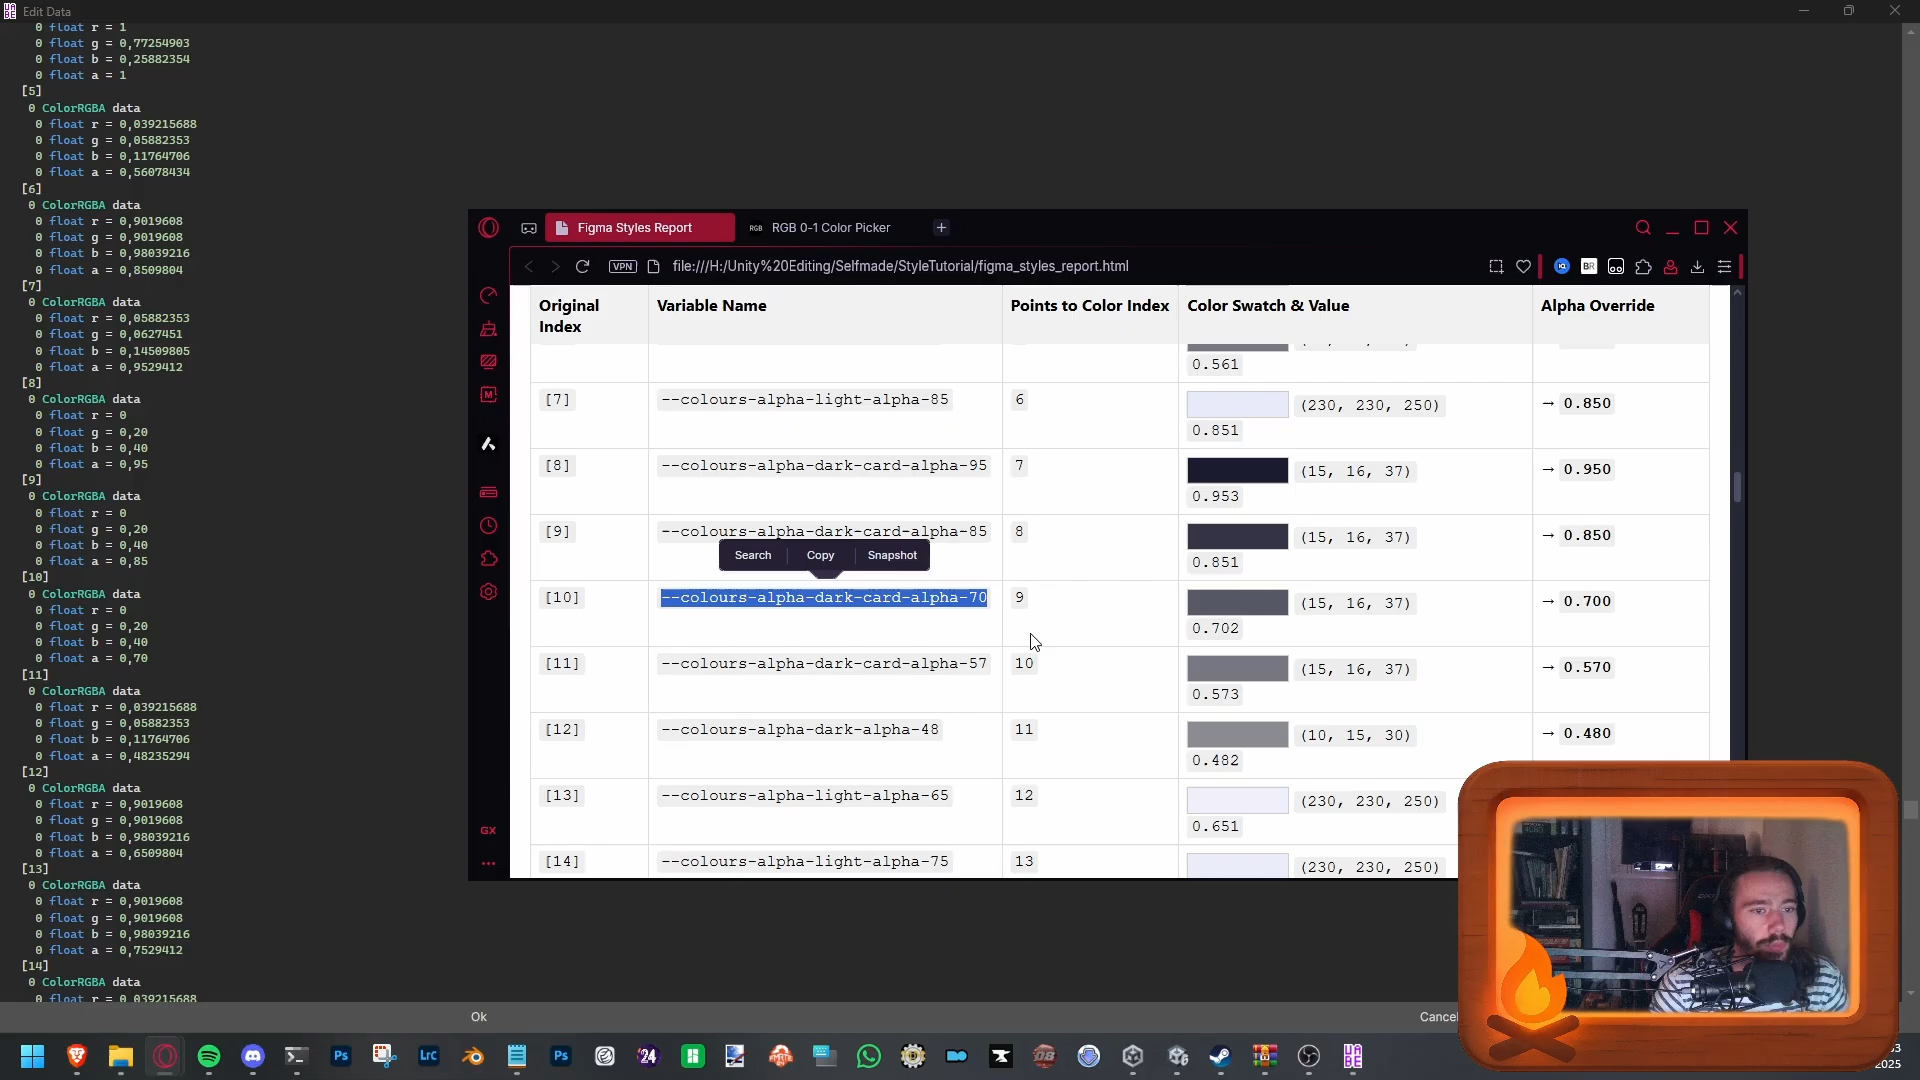 Edit Data
0 float r = 1
0 float g = 0,77254903
0 float b = 0,25882354
0 float a = 1
[5]
0 ColorRGBA data
0 float r = 0,039215688
0 float g = 0,05882353
0 float b = 0,11764706
0 float a = 0,56078434
[6]
0 ColorRGBA data
0 float r = 0,9019608
0 float g = 0,9019608
0 float b = 0,98039216
0 float a = 0,8509804
[7]
0 ColorRGBA data
0 float r = 0,05882353
0 float g = 0,0627451
0 float b = 0,14509805
0 float a = 0,9529412
[8]
0 ColorRGBA data
0 float r = 0
0 float g = 0,20
0 float b = 0,40
0 float a = 0,95
[9]
0 ColorRGBA data
0 float r = 0
0 float g = 0,20
0 float b = 0,40
0 float a = 0,85
[10]
0 ColorRGBA data
0 float r = 0
0 float g = 0,20
0 float b = 0,40
0 float a = 0,70
[11]
0 ColorRGBA data
0 float r = 0,039215688
0 float g = 0,05882353
0 float b = 0,11764706
0 float a = 0,48235294
[12]
0 ColorRGBA data
0 float r = 0,9019608
0 float g = 0,9019608
0 float b = 0,98039216
0 float a = 0,6509804
[13]
0 ColorRGBA data
0 float r = 0,9019608
0 float g = 0,9019608
0 float b = 0,98039216
0 float a = 0,7529412
[14]
0 ColorRGBA data
0 float r = 0,039215688
Figma Styles Report
RGB RGB 0-1 Color Picker
VPN file:///H:/Unity%20Editing/Selfmade/StyleTutorial/figma_styles_report.html
Original Index Variable Name Points to Color Index Color Swatch & Value Alpha Override
0.561
[7] --colours-alpha-light-alpha-85 6 (230, 230, 250) → 0.850
0.851
[8] --colours-alpha-dark-card-alpha-95 7 (15, 16, 37) → 0.950
0.953
[9] --colours-alpha-dark-card-alpha-85 8 (15, 16, 37) → 0.850
Search Copy Snapshot
0.851
[10] --colours-alpha-dark-card-alpha-70 9 (15, 16, 37) → 0.700
0.702
[11] --colours-alpha-dark-card-alpha-57 10 (15, 16, 37) → 0.570
0.573
[12] --colours-alpha-dark-alpha-48 11 (10, 15, 30) → 0.480
0.482
[13] --colours-alpha-light-alpha-65 12 (230, 230, 250)
0.651
[14] --colours-alpha-light-alpha-75 13 (230, 230, 250)
GX
Ok
Cancel
Ps
LrC
Ps
24
UABE
2025